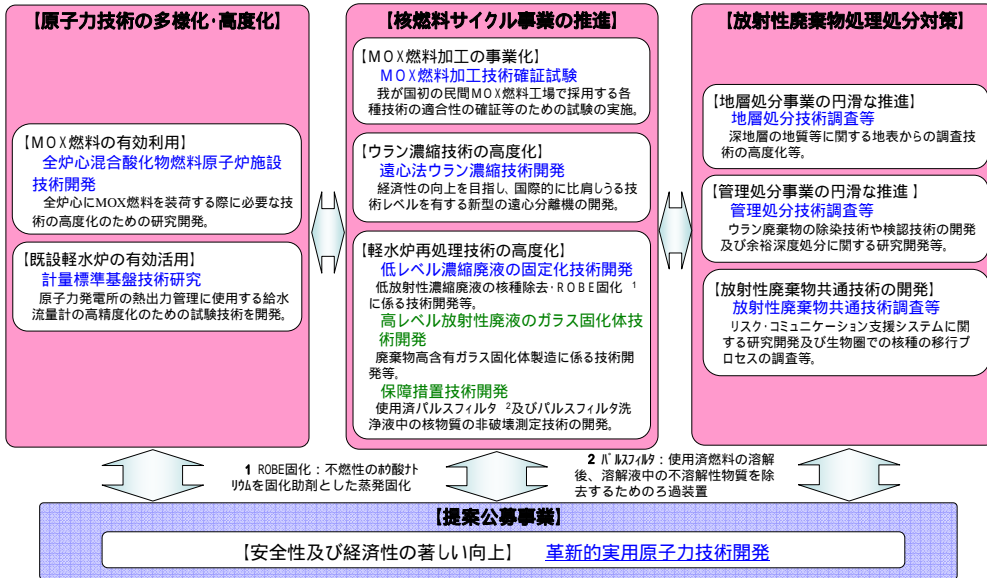 【原子力技術の多様化・高度化】
【MOX燃料の有効利用】
全炉心混合酸化物燃料原子炉施設
技術開発
全炉心にMOX燃料を装荷する際に必要な技
術の高度化のための研究開発。
【既設軽水炉の有効活用】
計量標準基盤技術研究
原子力発電所の熱出力管理に使用する給水
流量計の高精度化のための試験技術を開発。
【核燃料サイクル事業の推進】
【MOX燃料加工の事業化】
MOX燃料加工技術確証試験
我が国初の民間MOX燃料工場で採用する各
種技術の適合性の確証等のための試験の実施。
【ウラン濃縮技術の高度化】
遠心法ウラン濃縮技術開発
経済性の向上を目指し、国際的に比肩しうる技
術レベルを有する新型の遠心分離機の開発。
【軽水炉再処理技術の高度化】
低レベル濃縮廃液の固定化技術開発
低放射性濃縮廃液の核種除去・ROBE固化 1
に係る技術開発等。
高レベル放射性廃液のガラス固化体技
術開発
廃棄物高含有ガラス固化体製造に係る技術開
発等。
保障措置技術開発
使用済パルスフィルタ 2及びパルスフィルタ洗
浄液中の核物質の非破壊測定技術の開発。
【放射性廃棄物処理処分対策】
【地層処分事業の円滑な推進】
地層処分技術調査等
深地層の地質等に関する地表からの調査技
術の高度化等。
【管理処分事業の円滑な推進 】
管理処分技術調査等
ウラン廃棄物の除染技術や検認技術の開発
及び余裕深度処分に関する研究開発等。
【放射性廃棄物共通技術の開発】
放射性廃棄物共通技術調査等
リスク・コミュニケーション支援システムに関
する研究開発及び生物圏での核種の移行プ
ロセスの調査等。
1 ROBE固化：不燃性のホウ酸ナト
リウムを固化助剤とした蒸発固化
2 パルスフィルタ：使用済燃料の溶解
後、溶解液中の不溶解性物質を除
去するためのろ過装置
【提案公募事業】
【安全性及び経済性の著しい向上】 革新的実用原子力技術開発